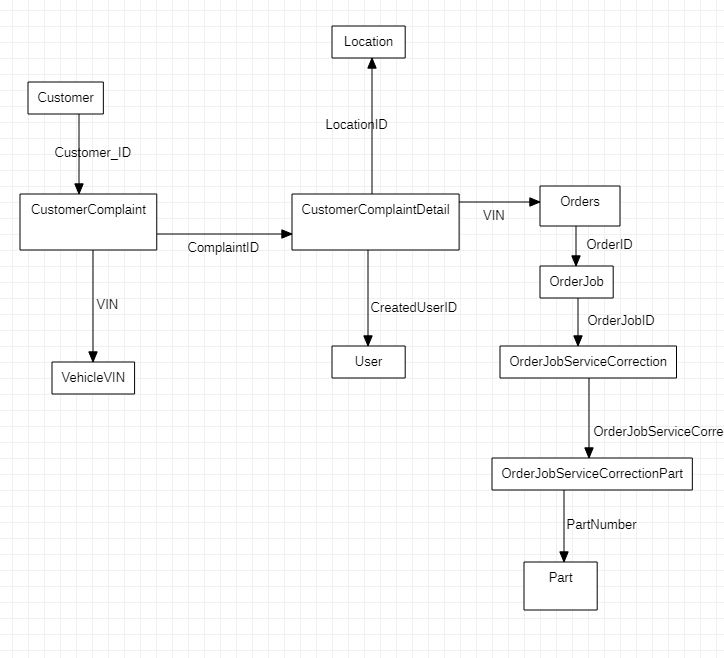 Location
Customer
LocationID
Customer_ID
CustomerComplaint
CustomerComplaintDetail
Orders
VIN
ComplaintID
OrderID
OrderJob
VIN
CreatedUserID
OrderJobID
VehicleVIN
User
OrderJobServiceCorrection
OrderJobServiceCorre
OrderJobServiceCorrectionPart
PartNumber
Part